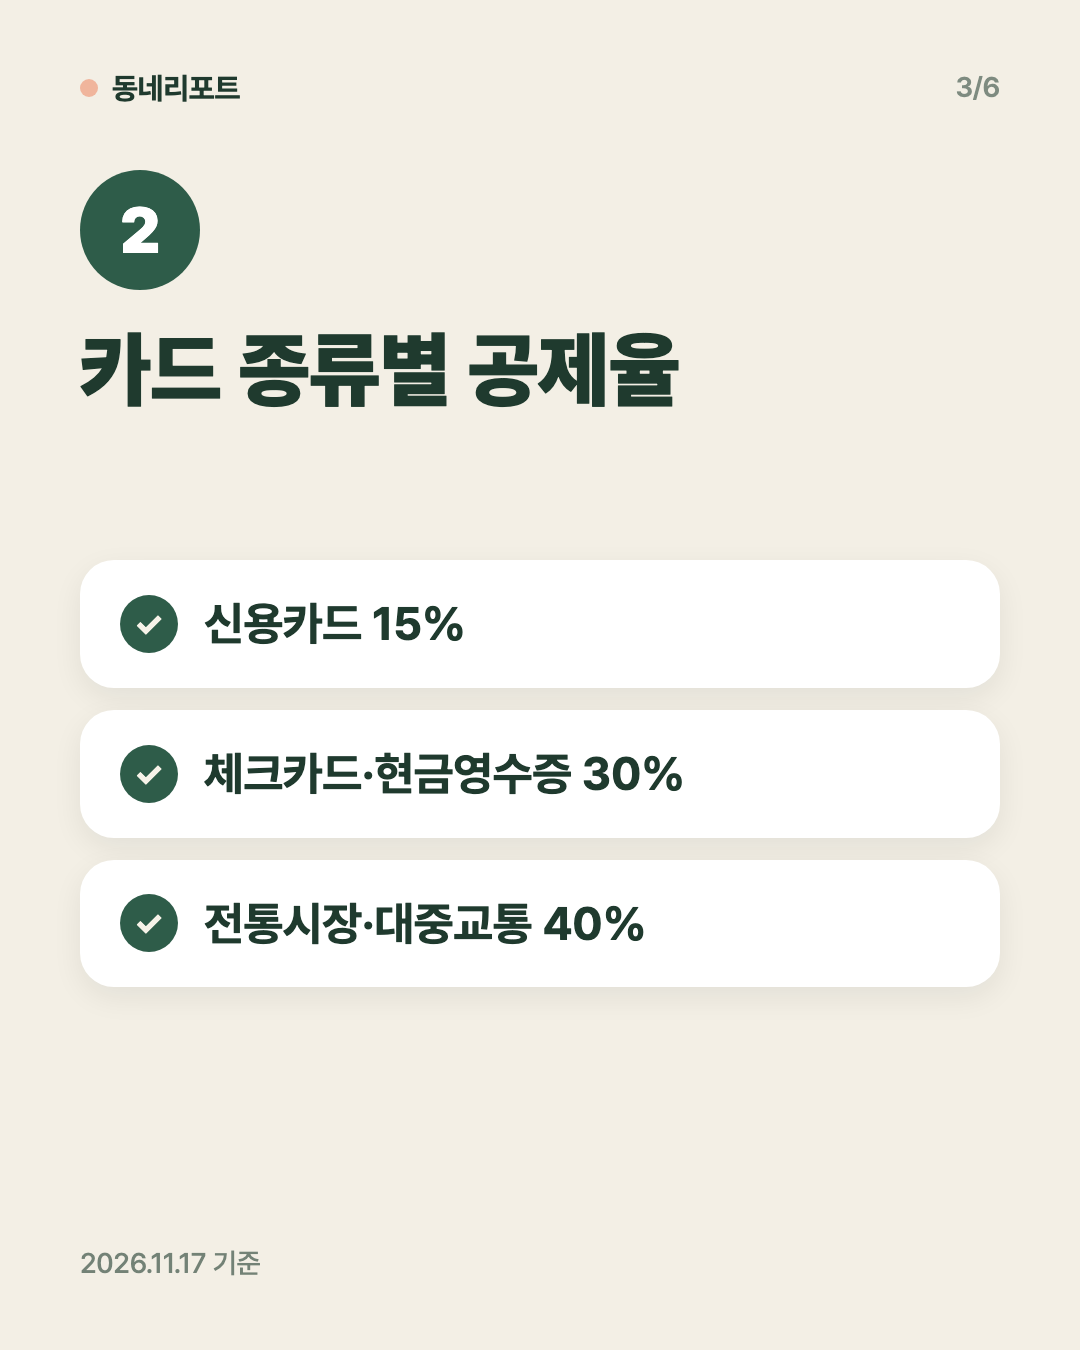 동네리포트
3/6
2
카드 종류별 공제율
신용카드 15%
체크카드·현금영수증 30%
전통시장·대중교통 40%
2026.11.17 기준